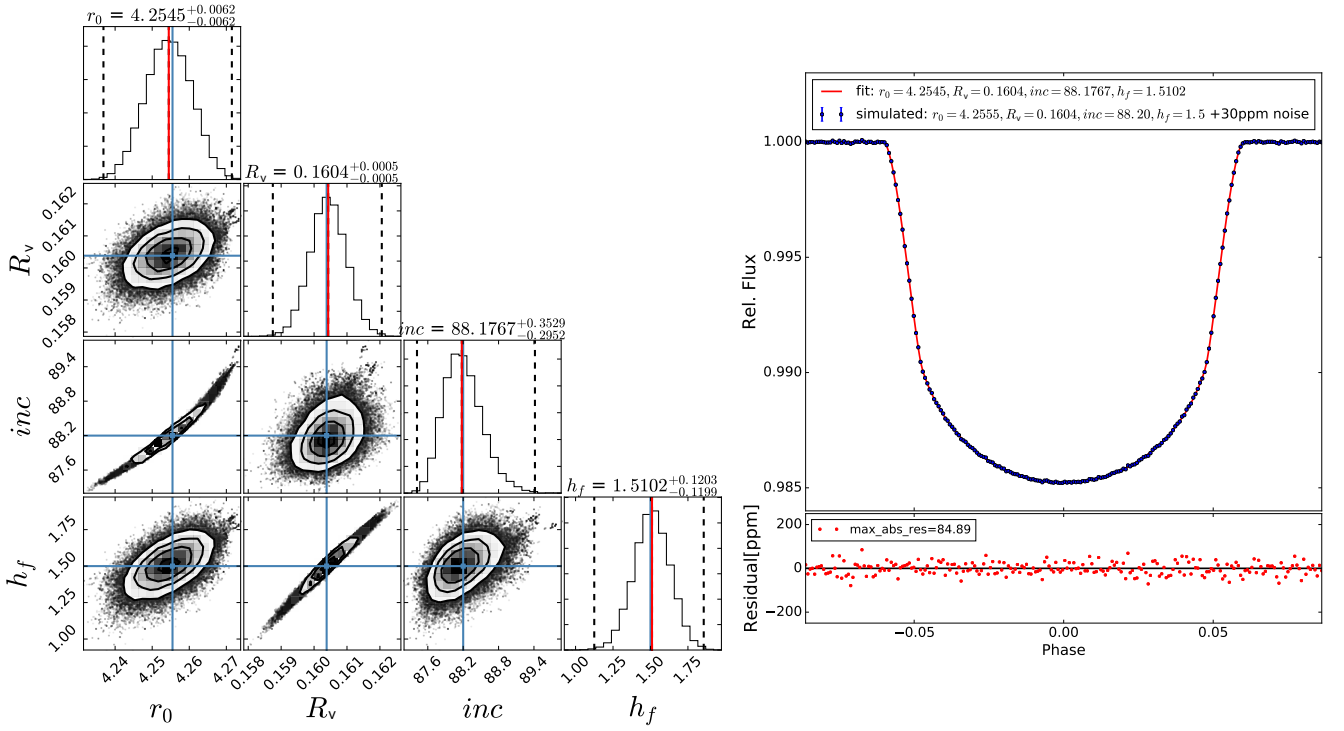 r₀ = 4.2545 +0.0062 −0.0062
R_v = 0.1604 +0.0005 −0.0005
inc = 88.1767 +0.3529 −0.2952
h_f = 1.5102 +0.1203 −0.1199
R_v
0.162
0.161
0.160
0.159
0.158
inc
89.4
88.8
88.2
87.6
h_f
1.75
1.50
1.25
1.00
4.24
4.25
4.26
4.27
r₀
0.158
0.159
0.160
0.161
0.162
R_v
87.6
88.2
88.8
89.4
inc
1.00
1.25
1.50
1.75
h_f
fit: r₀ = 4.2545, R_v = 0.1604, inc = 88.1767, h_f = 1.5102
simulated: r₀ = 4.2555, R_v = 0.1604, inc = 88.20, h_f = 1.5 +30ppm noise
Rel. Flux
1.000
0.995
0.990
0.985
max_abs_res=84.89
Residual[ppm]
200
0
−200
−0.05
0.00
0.05
Phase